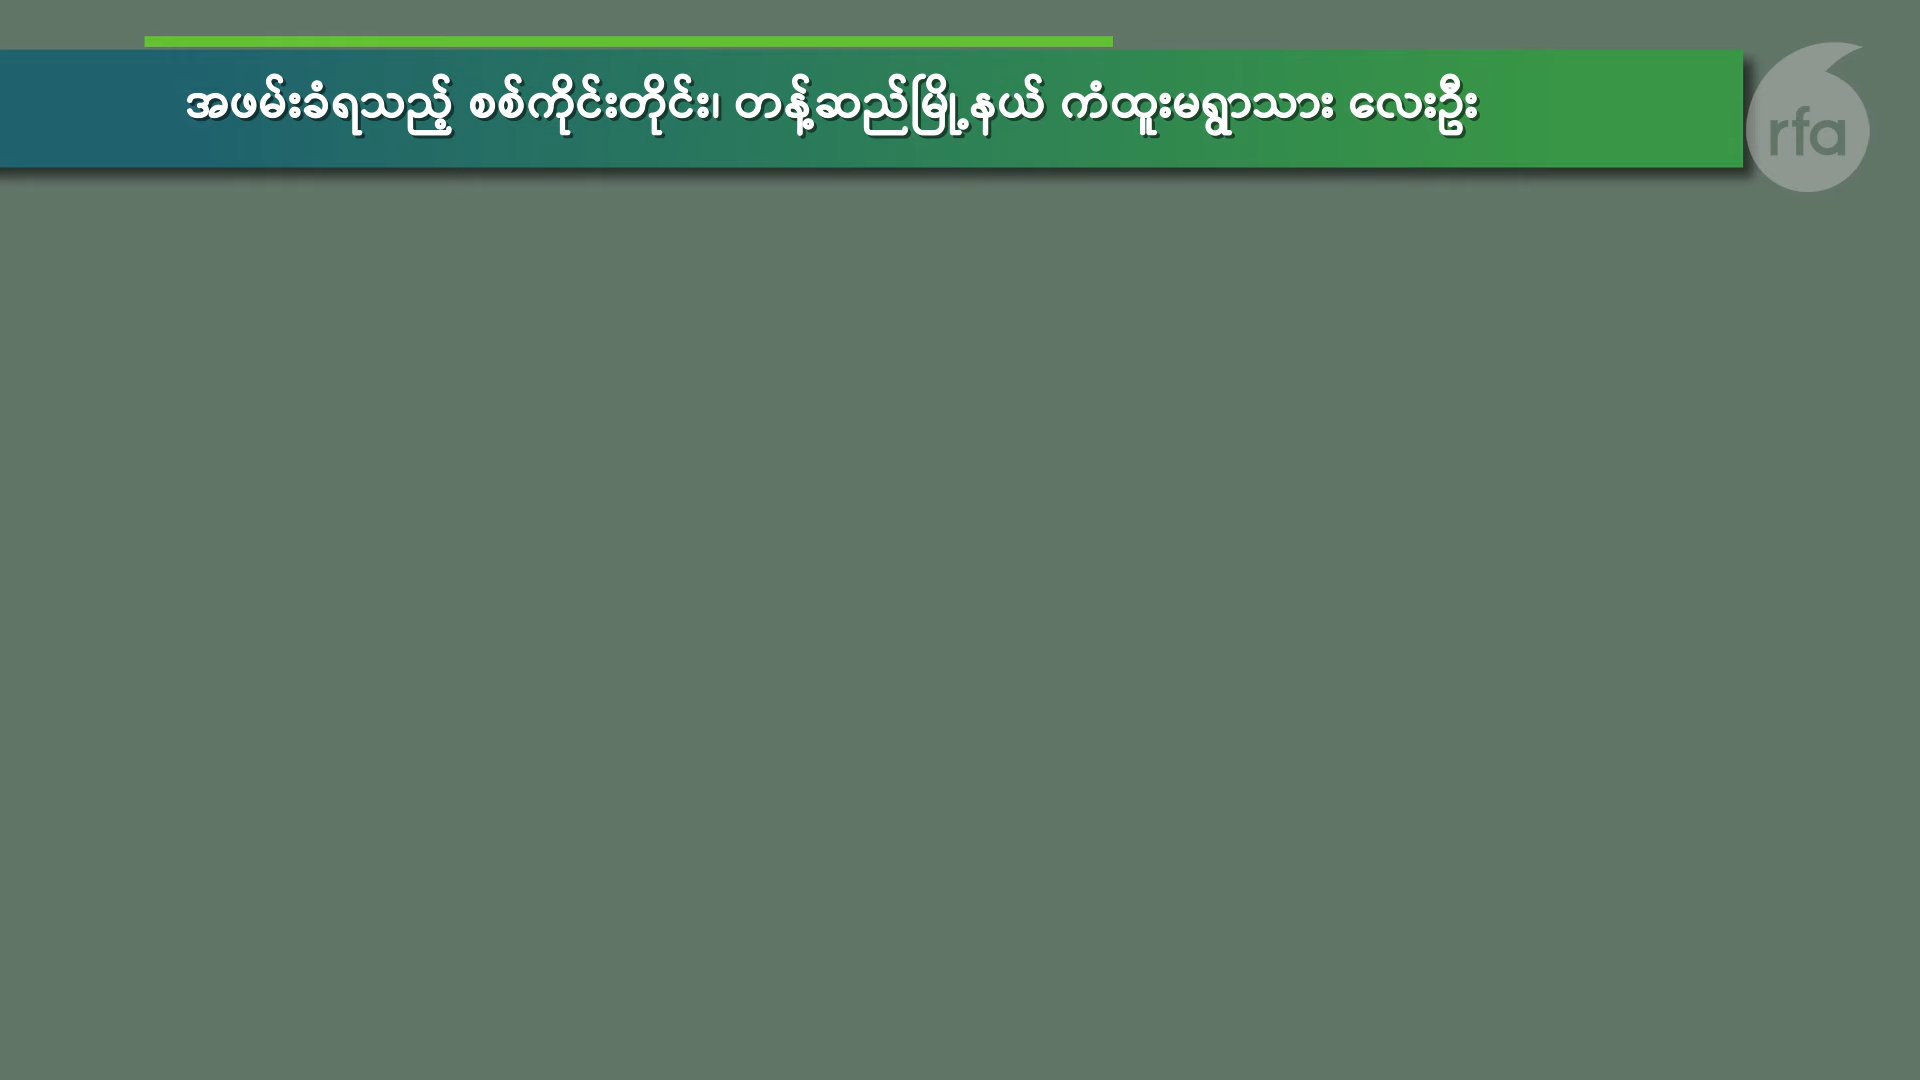 အဖမ်းခံရသည့် စစ်ကိုင်းတိုင်း၊ တန့်ဆည်မြို့နယ် ကံထူးမရွာသား လေးဦး
rfa